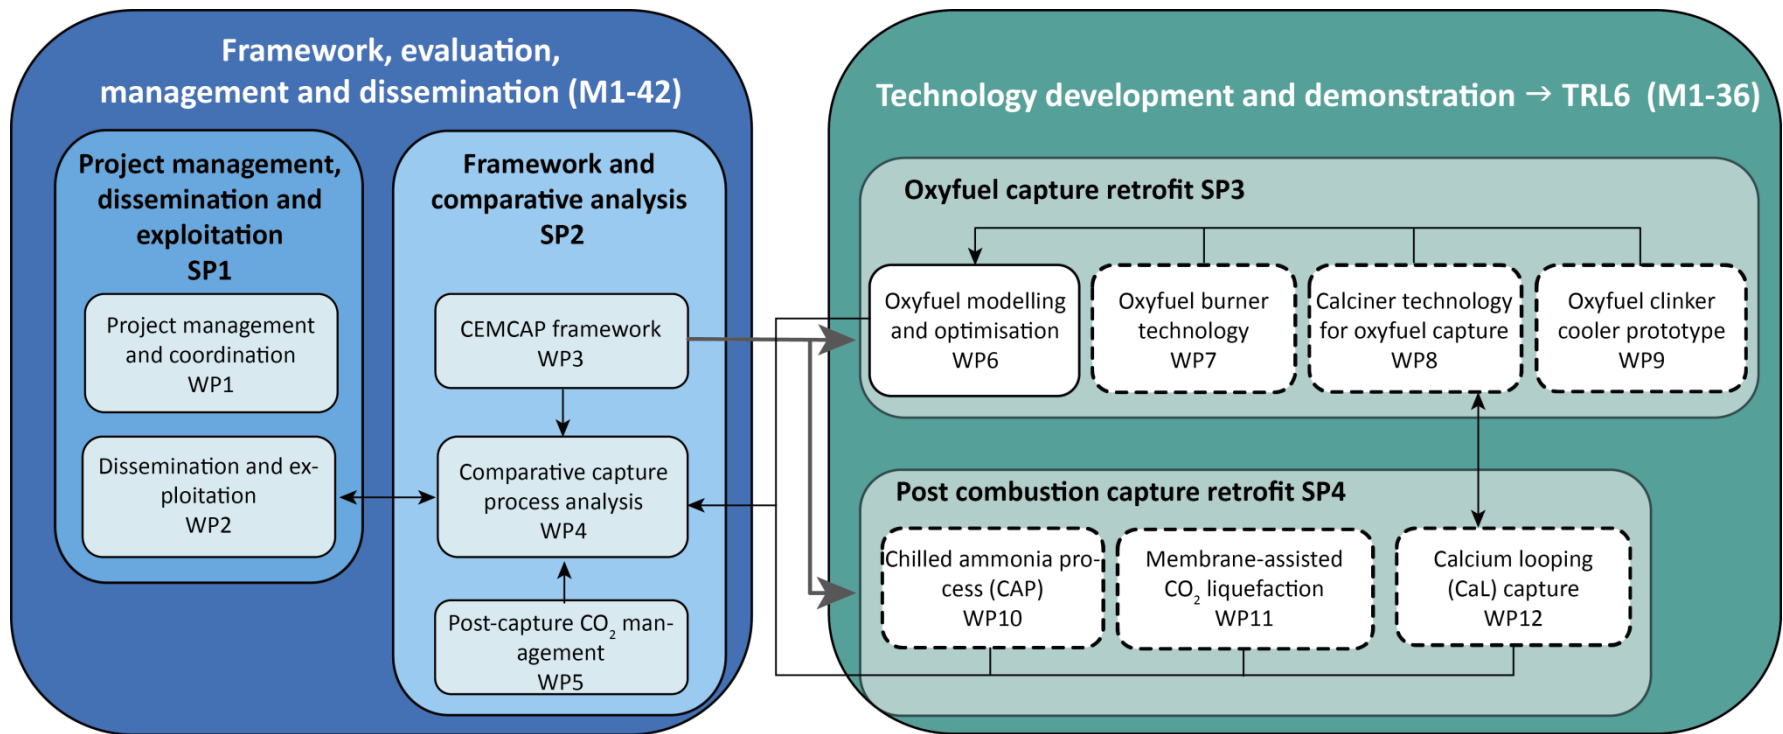 Framework, evaluation,
management and dissemination (M1-42)
Project management,
dissemination and
exploitation
SP1
Project management
and coordination
WP1
Dissemination and ex-
ploitation
WP2
Framework and
comparative analysis
SP2
CEMCAP framework
WP3
Comparative capture
process analysis
WP4
Post-capture CO₂ man-
agement
WP5
Technology development and demonstration → TRL6 (M1-36)
Oxyfuel capture retrofit SP3
Oxyfuel modelling
and optimisation
WP6
Oxyfuel burner
technology
WP7
Calciner technology
for oxyfuel capture
WP8
Oxyfuel clinker
cooler prototype
WP9
Post combustion capture retrofit SP4
Chilled ammonia pro-
cess (CAP)
WP10
Membrane-assisted
CO₂ liquefaction
WP11
Calcium looping
(CaL) capture
WP12